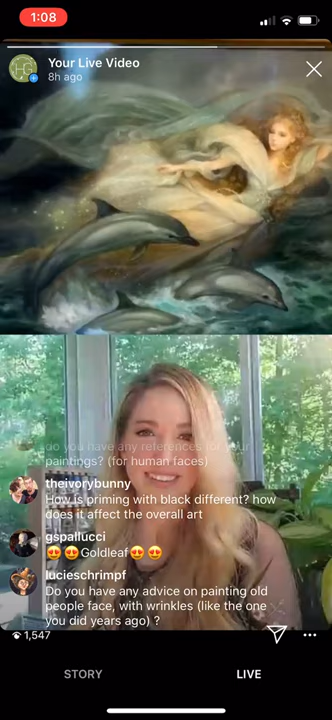 1:08
HG
Your Live Video
8h ago
do you have any references for your
paintings? (for human faces)
theivorybunny
How is priming with black different? how
does it affect the overall art
gspallucci
😍😍Goldleaf😍😍
lucieschrimpf
Do you have any advice on painting old
people face, with wrinkles (like the one
you did years ago) ?
1,547
STORY LIVE